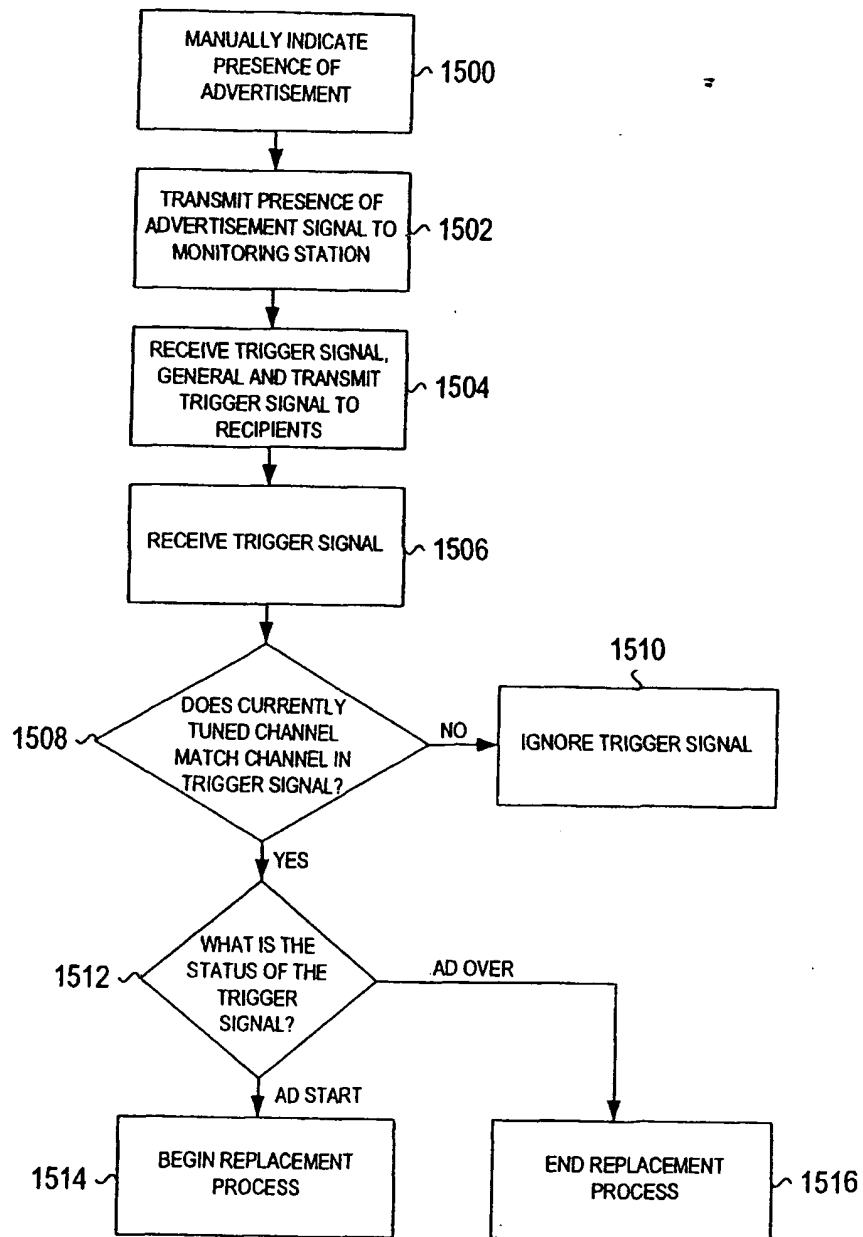 MANUALLY INDICATE
PRESENCE OF
ADVERTISEMENT
1500
TRANSMIT PRESENCE OF
ADVERTISEMENT SIGNAL TO
MONITORING STATION
1502
RECEIVE TRIGGER SIGNAL,
GENERAL AND TRANSMIT
TRIGGER SIGNAL TO
RECIPIENTS
1504
RECEIVE TRIGGER SIGNAL
1506
1508
DOES CURRENTLY
TUNED CHANNEL
MATCH CHANNEL IN
TRIGGER SIGNAL?
NO
1510
IGNORE TRIGGER SIGNAL
YES
1512
WHAT IS THE
STATUS OF THE
TRIGGER
SIGNAL?
AD OVER
AD START
1514
BEGIN REPLACEMENT
PROCESS
END REPLACEMENT
PROCESS
1516